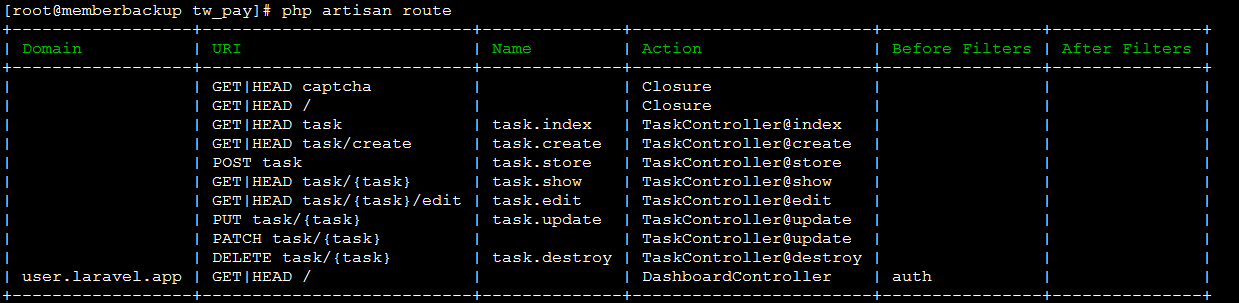 [root@memberbackup tw_pay]# php artisan route
+------------------+---------------------------+--------------+------------------------+----------------+---------------+
| Domain | URI | Name | Action | Before Filters | After Filters |
+------------------+---------------------------+--------------+------------------------+----------------+---------------+
| | GET|HEAD captcha | | Closure | | |
| | GET|HEAD / | | Closure | | |
| | GET|HEAD task | task.index | TaskController@index | | |
| | GET|HEAD task/create | task.create | TaskController@create | | |
| | POST task | task.store | TaskController@store | | |
| | GET|HEAD task/{task} | task.show | TaskController@show | | |
| | GET|HEAD task/{task}/edit | task.edit | TaskController@edit | | |
| | PUT task/{task} | task.update | TaskController@update | | |
| | PATCH task/{task} | | TaskController@update | | |
| | DELETE task/{task} | task.destroy | TaskController@destroy | | |
| user.laravel.app | GET|HEAD / | | DashboardController | auth | |
+------------------+---------------------------+--------------+------------------------+----------------+---------------+